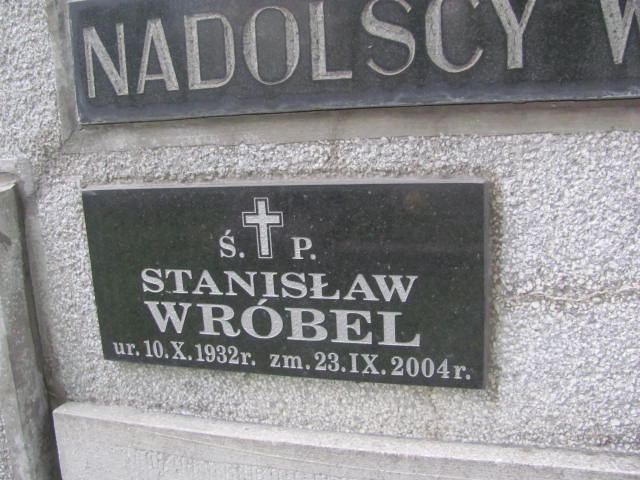 NADOLSCY W
Ś. P.
STANISŁAW
WRÓBEL
ur. 10.X.1932r. zm. 23.IX.2004r.